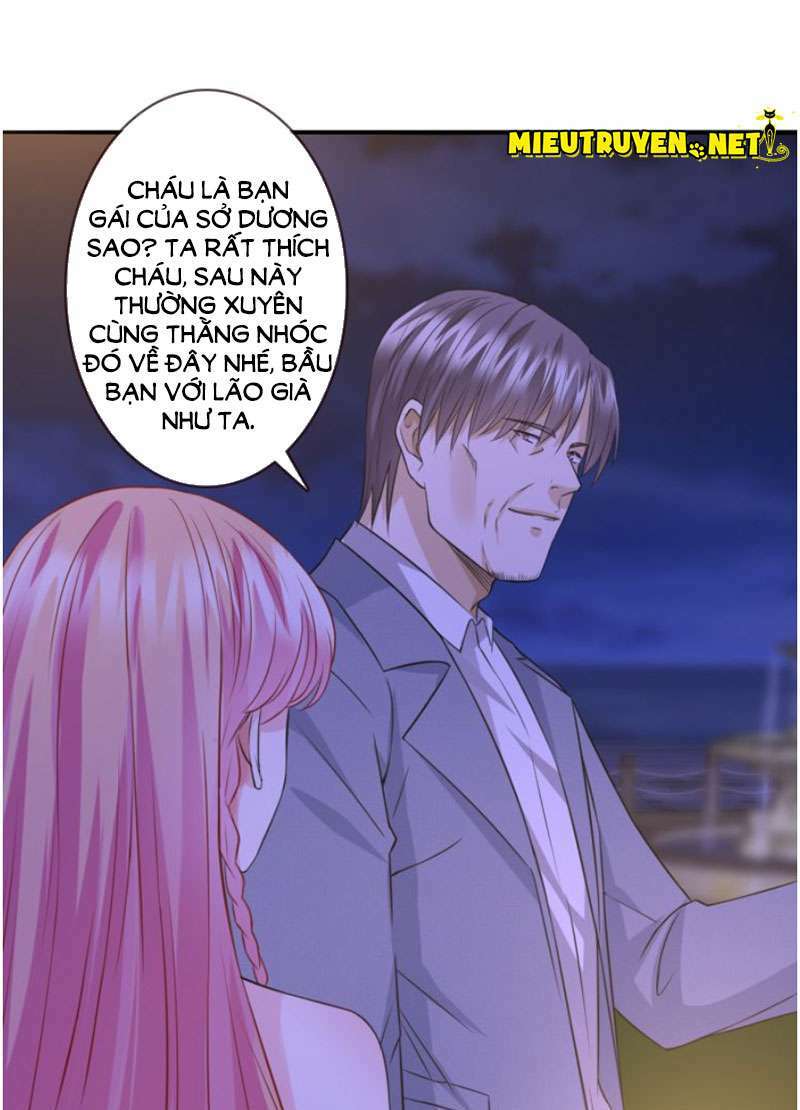 MIEUTRUYEN.NET
CHÁU LÀ BẠN
GÁI CỦA SỞ DƯƠNG
SAO? TA RẤT THÍCH
CHÁU, SAU NÀY
THƯỜNG XUYÊN
CÙNG THẰNG NHÓC
ĐÓ VỀ ĐÂY NHÉ, BẦU
BẠN VỚI LÃO GIÀ
NHƯ TA.